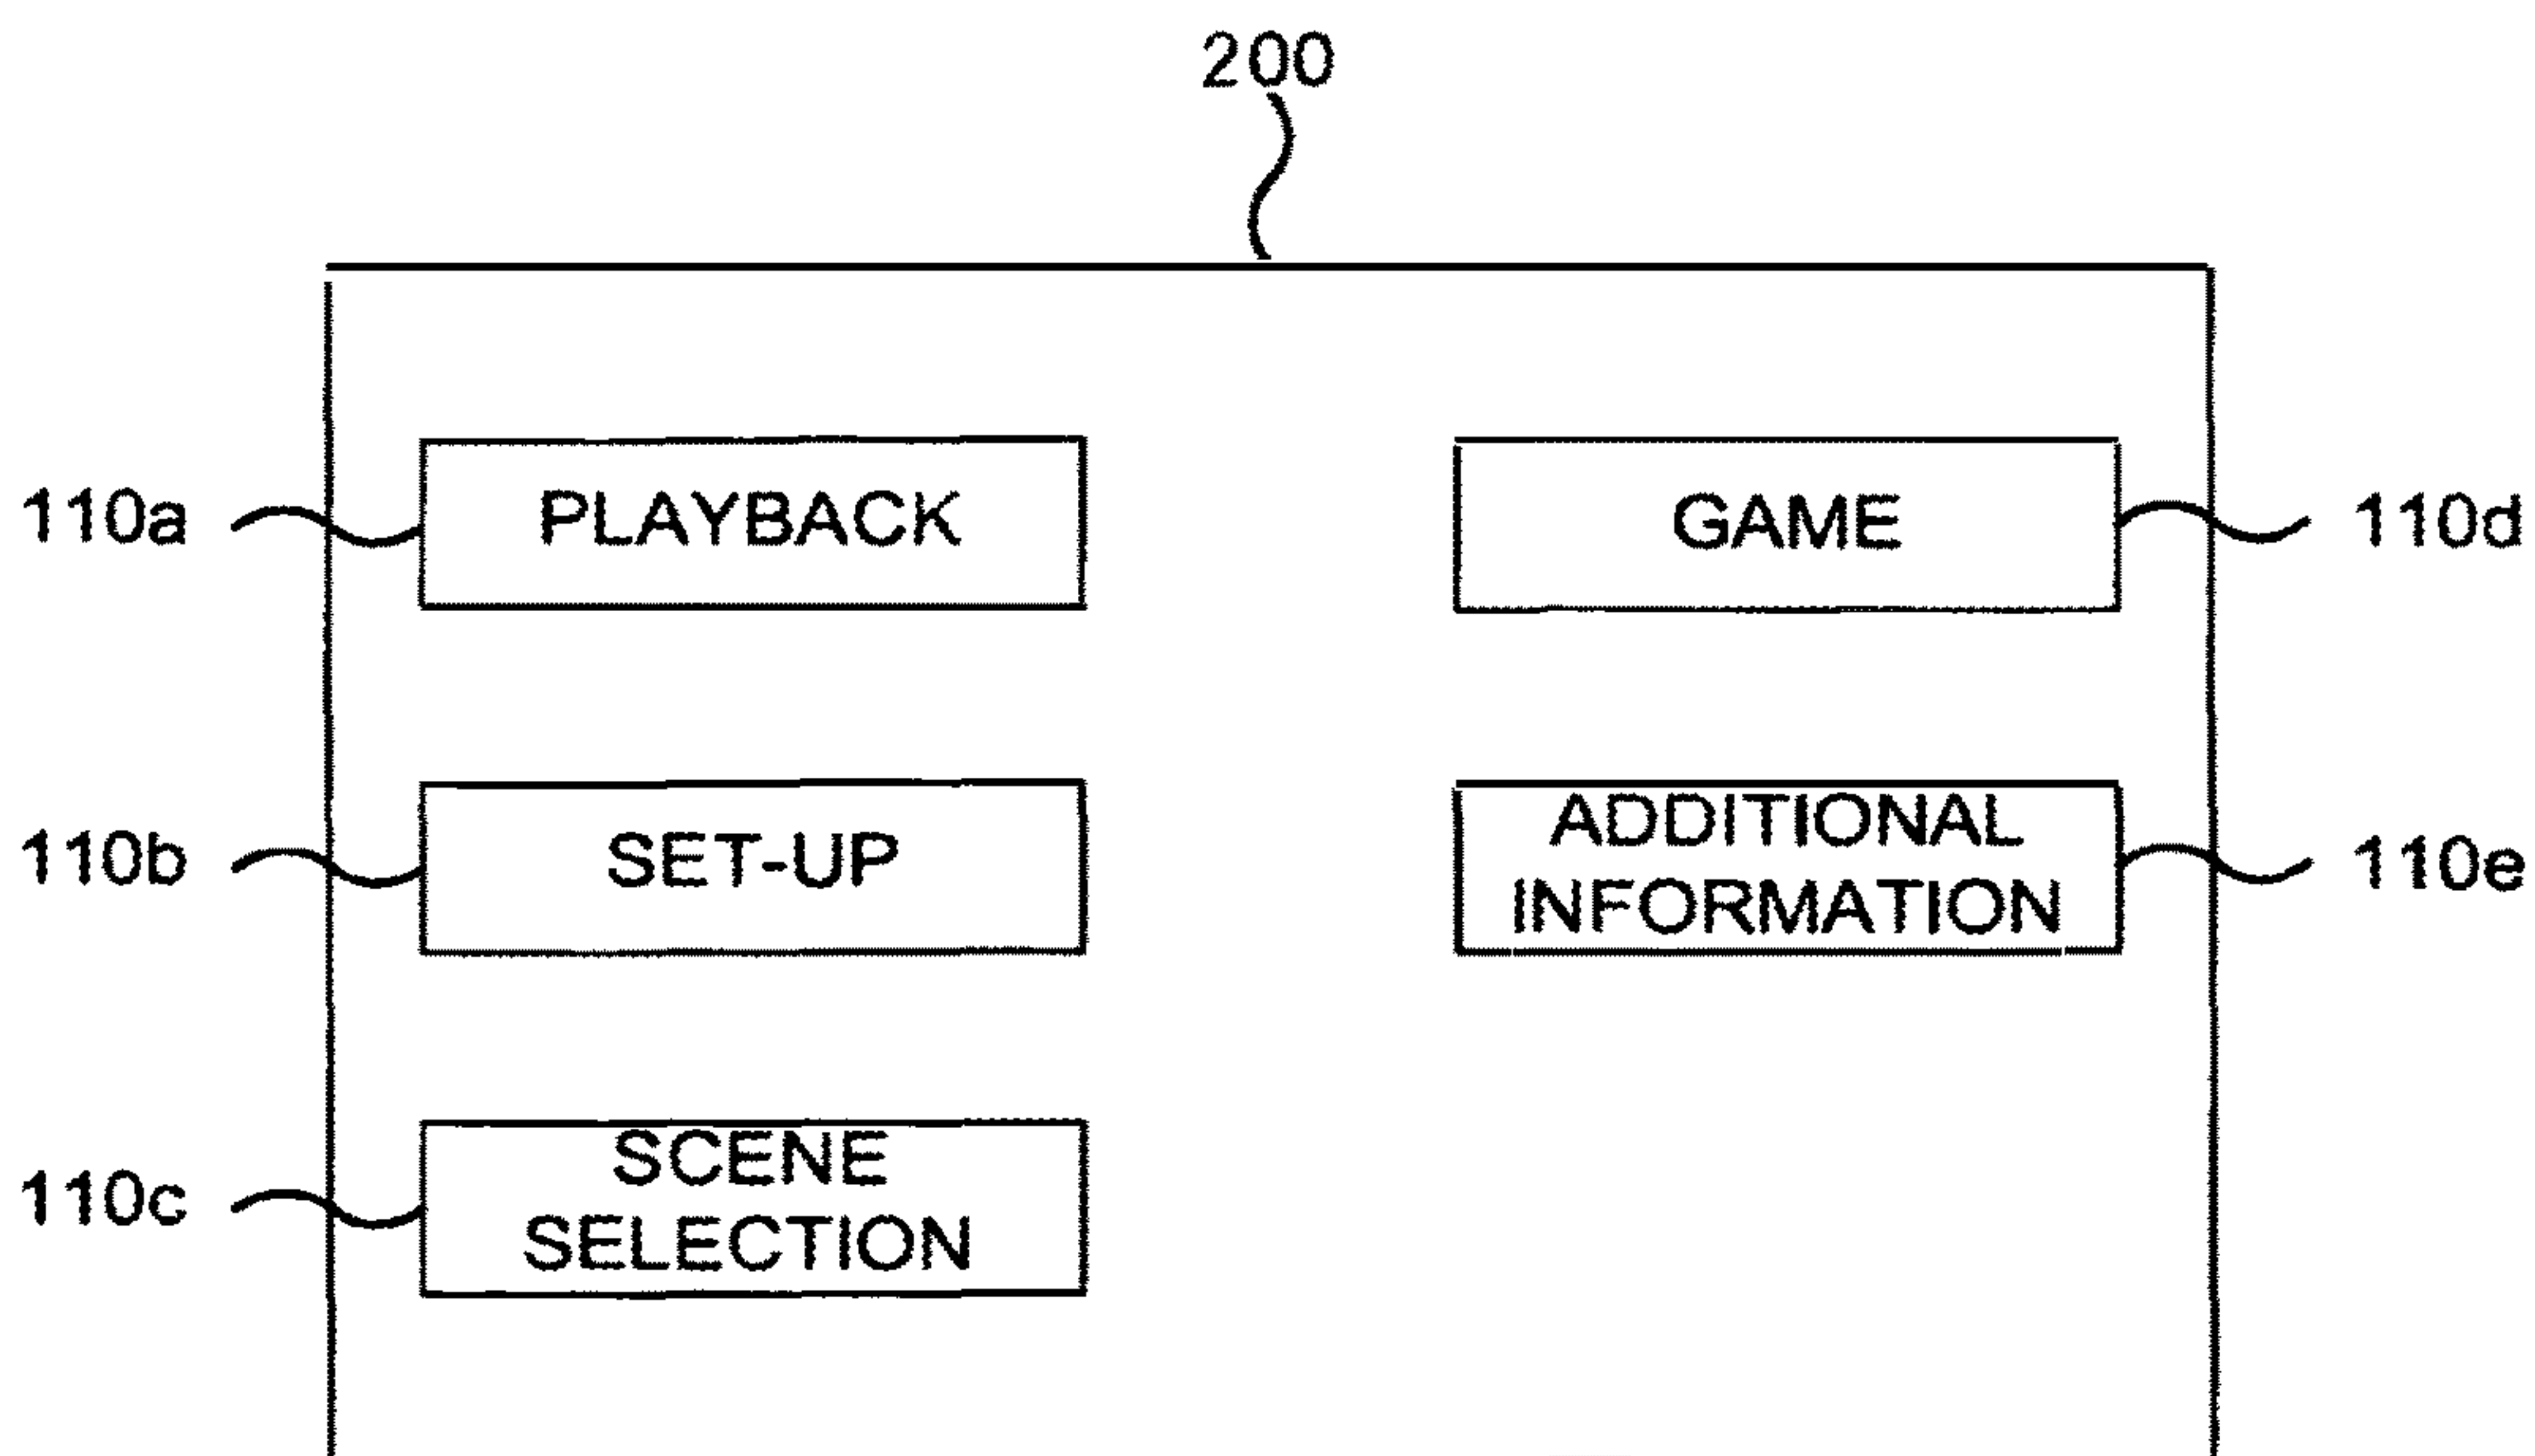 200
110a
PLAYBACK
GAME
110d
110b
SET-UP
ADDITIONAL
INFORMATION
110e
110c
SCENE
SELECTION